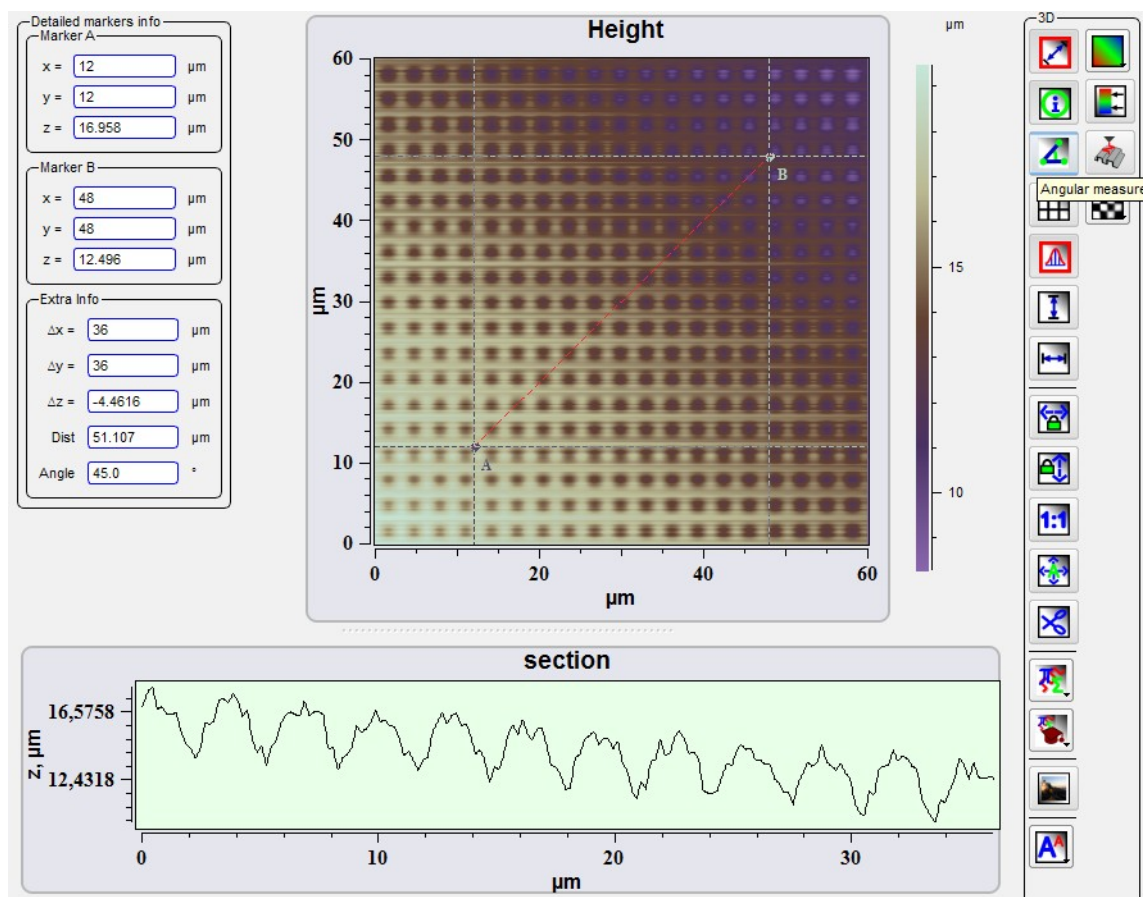 Detailed markers info
Marker A
x = 12 µm
y = 12 µm
z = 16.958 µm
Marker B
x = 48 µm
y = 48 µm
z = 12.496 µm
Extra Info
Δx = 36 µm
Δy = 36 µm
Δz = -4.4616 µm
Dist 51.107 µm
Angle 45.0 °
Height
µm
60
50
40
30
20
10
0
µm
A
B
0 20 40 60
µm
15
10
3D
Angular measure
1:1
A
π
Σ
π
Σ
A A
section
z, µm
16,5758
12,4318
0 10 20 30
µm